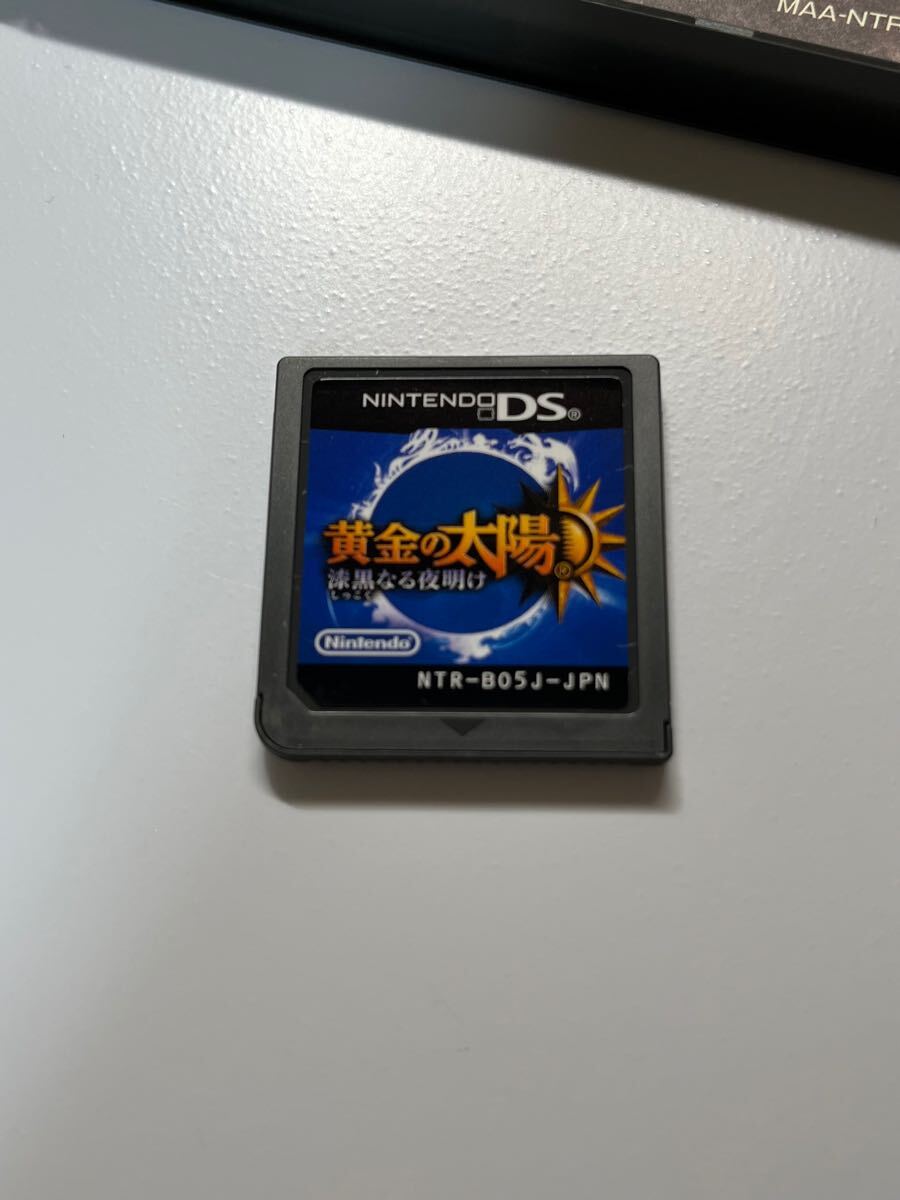 MAA-NTR
NINTENDO DS®
黄金の太陽®
漆黒なる夜明け
しっこく
Nintendo
NTR-B05J-JPN